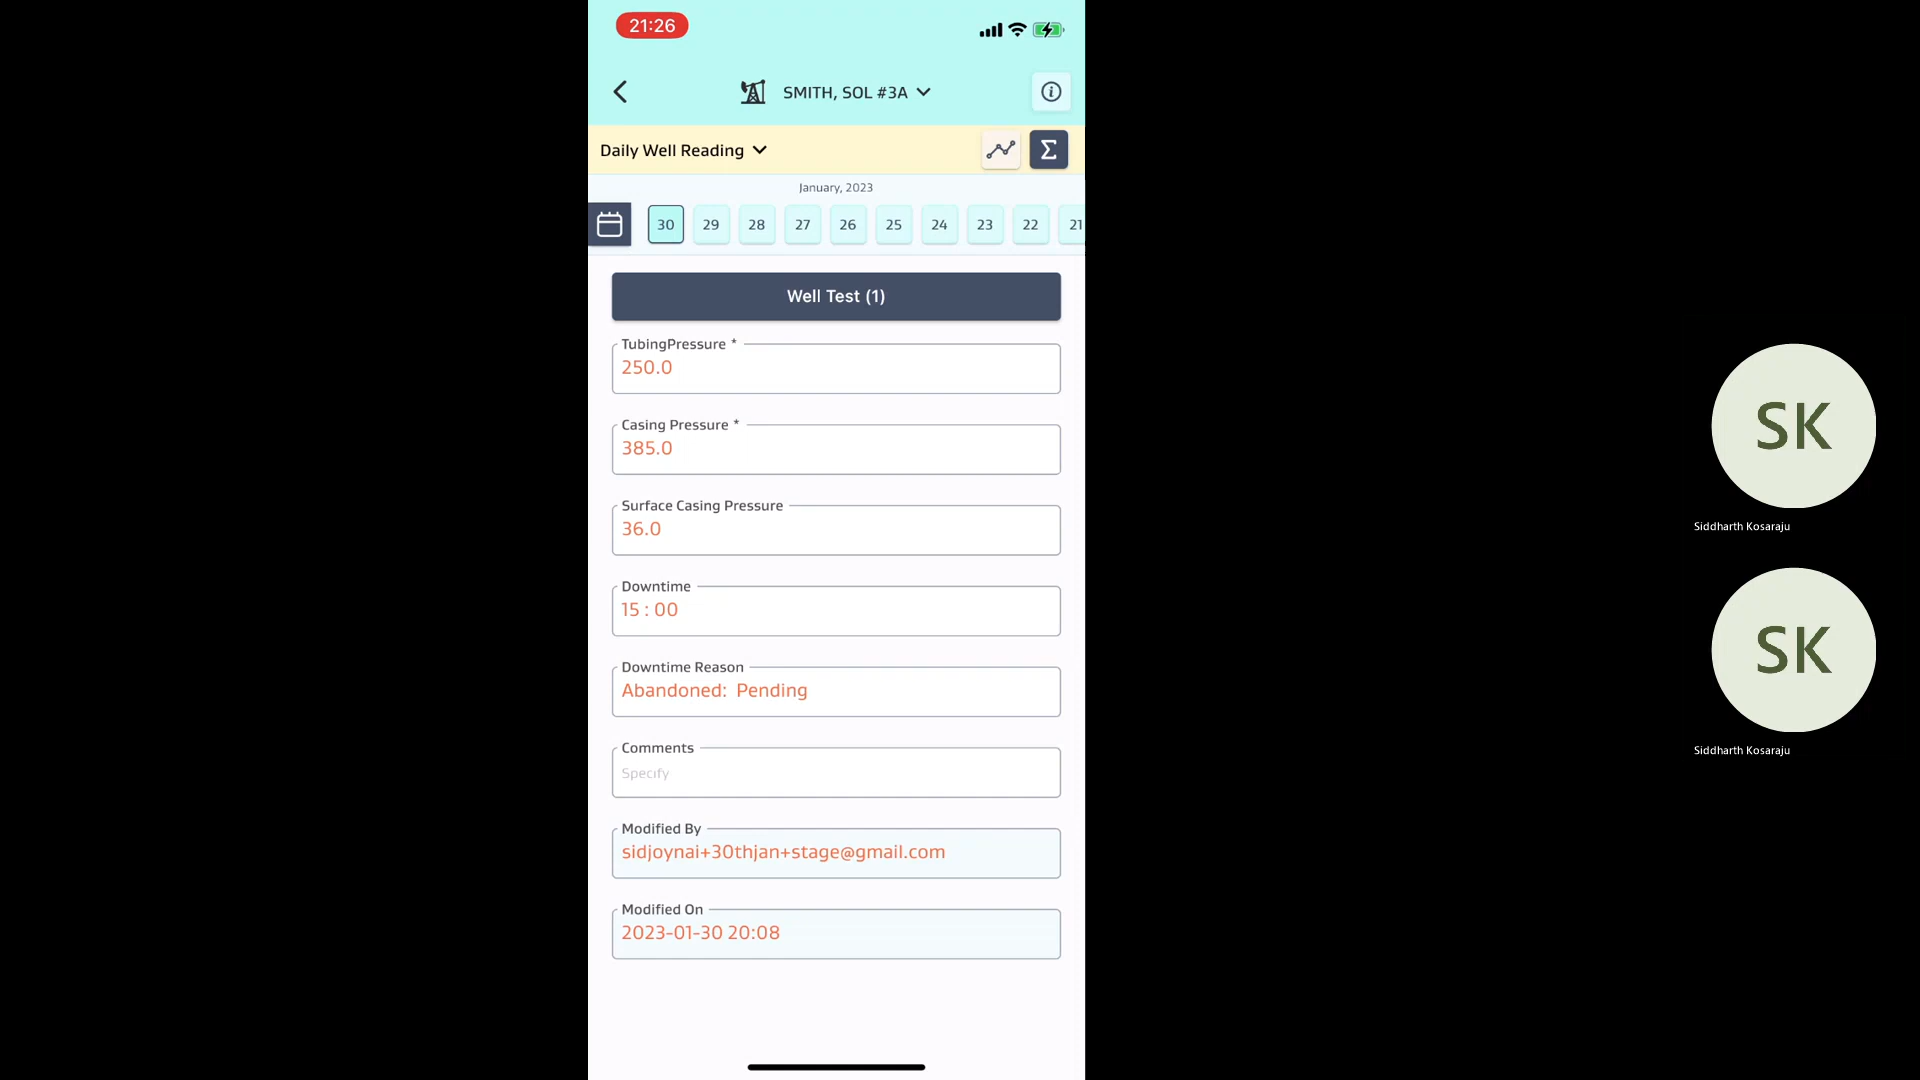 21:26
SMITH, SOL #3A
Daily Well Reading
Σ
January, 2023
30 29 28 27 26 25 24 23 22 21
Well Test (1)
TubingPressure *
250.0
Casing Pressure *
385.0
Surface Casing Pressure
36.0
Downtime
15 : 00
Downtime Reason
Abandoned:  Pending
Comments
Specify
Modified By
sidjoynai+30thjan+stage@gmail.com
Modified On
2023-01-30 20:08
SK
Siddharth Kosaraju
SK
Siddharth Kosaraju